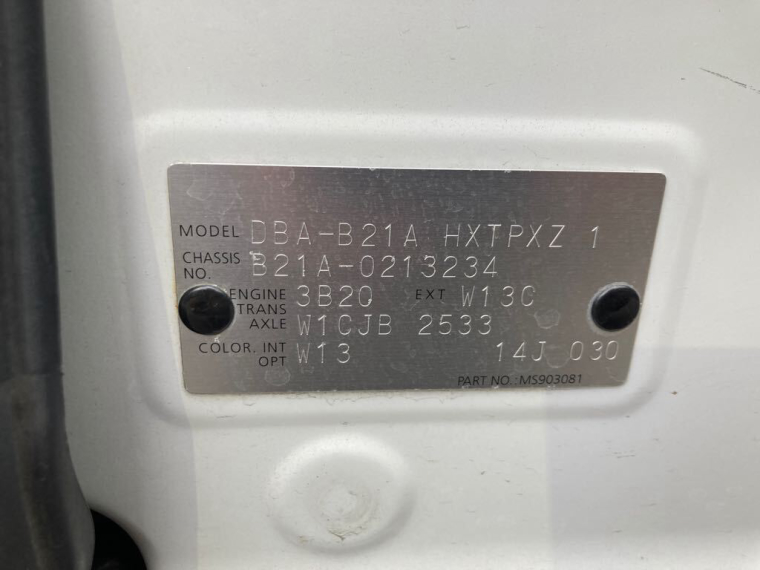 MODEL DBA-B21A HXTPXZ 1
CHASSIS NO. B21A-0213234
ENGINE 3B20 EXT W13C
TRANS AXLE W1CJB 2533
COLOR. INT OPT W13 14J 030
PART NO.: MS903081